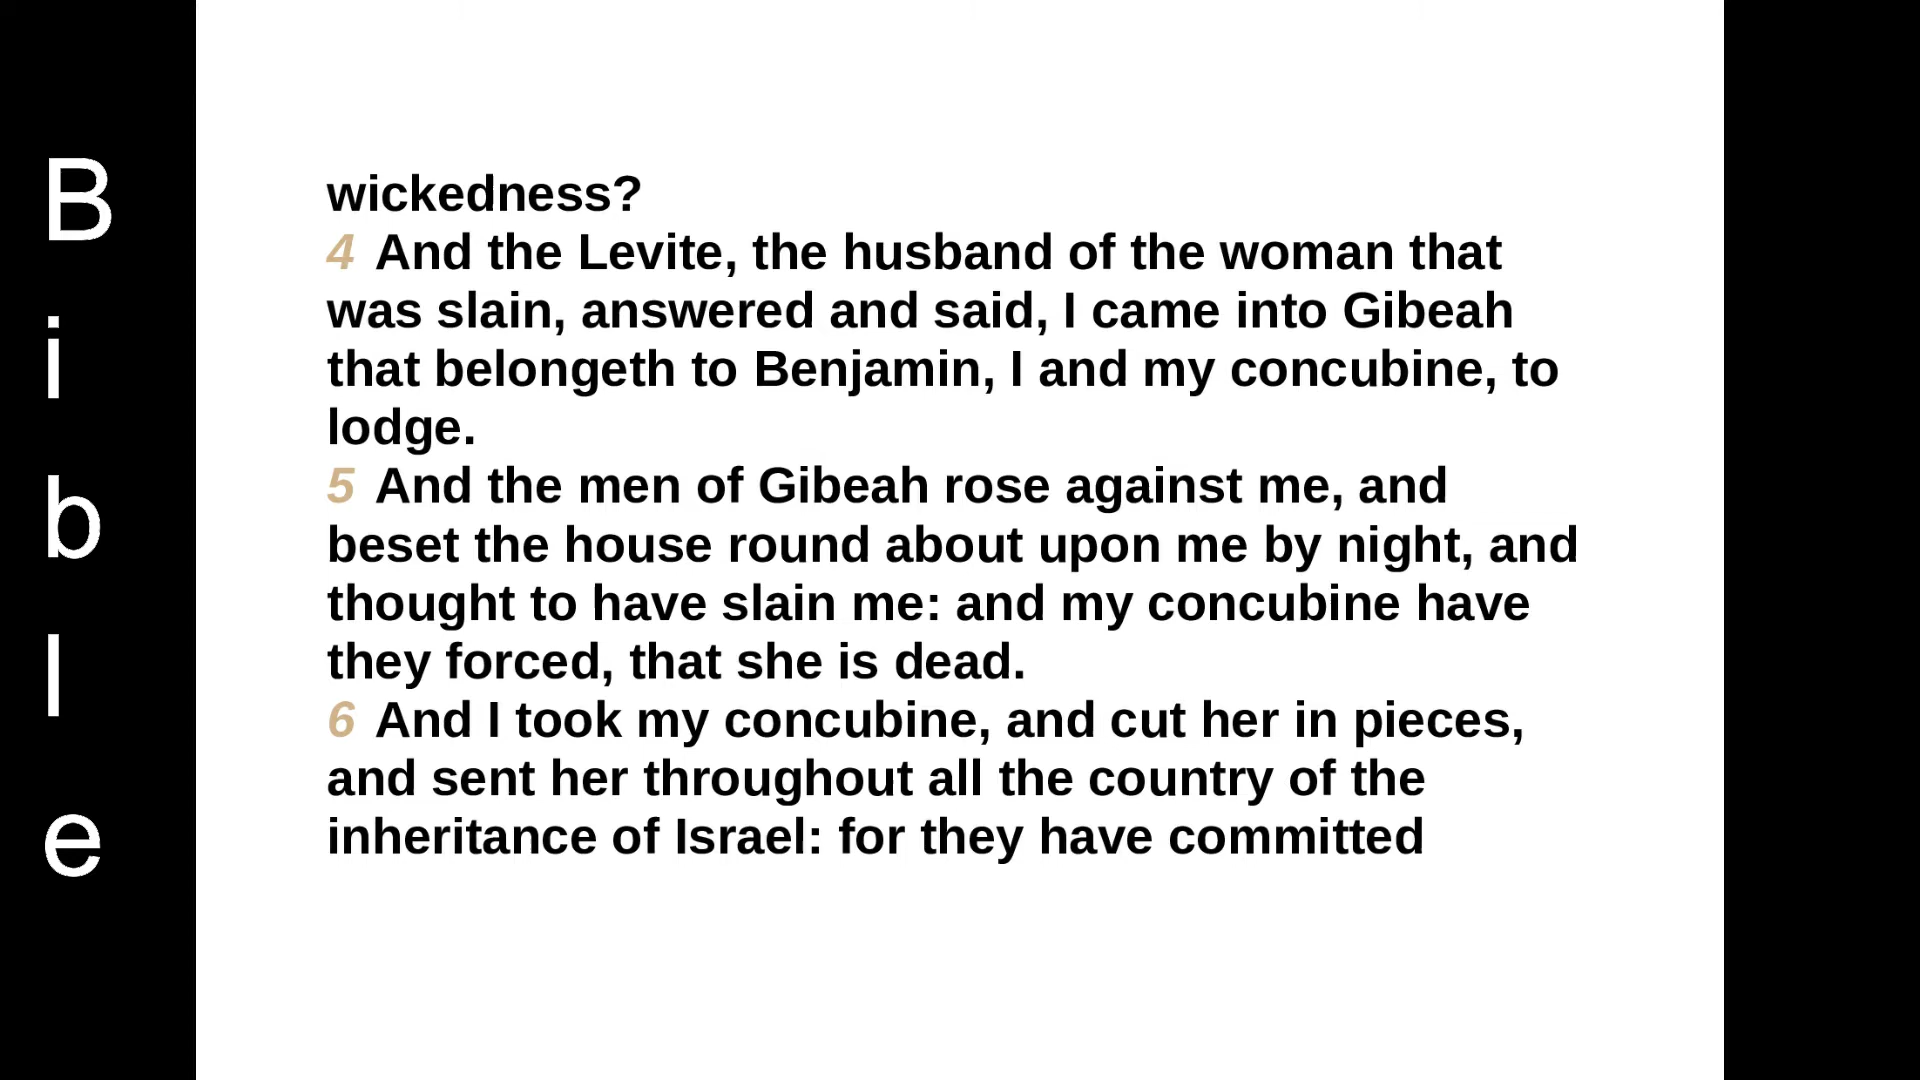 Bible
wickedness?
4 And the Levite, the husband of the woman that
was slain, answered and said, I came into Gibeah
that belongeth to Benjamin, I and my concubine, to
lodge.
5 And the men of Gibeah rose against me, and
beset the house round about upon me by night, and
thought to have slain me: and my concubine have
they forced, that she is dead.
6 And I took my concubine, and cut her in pieces,
and sent her throughout all the country of the
inheritance of Israel: for they have committed